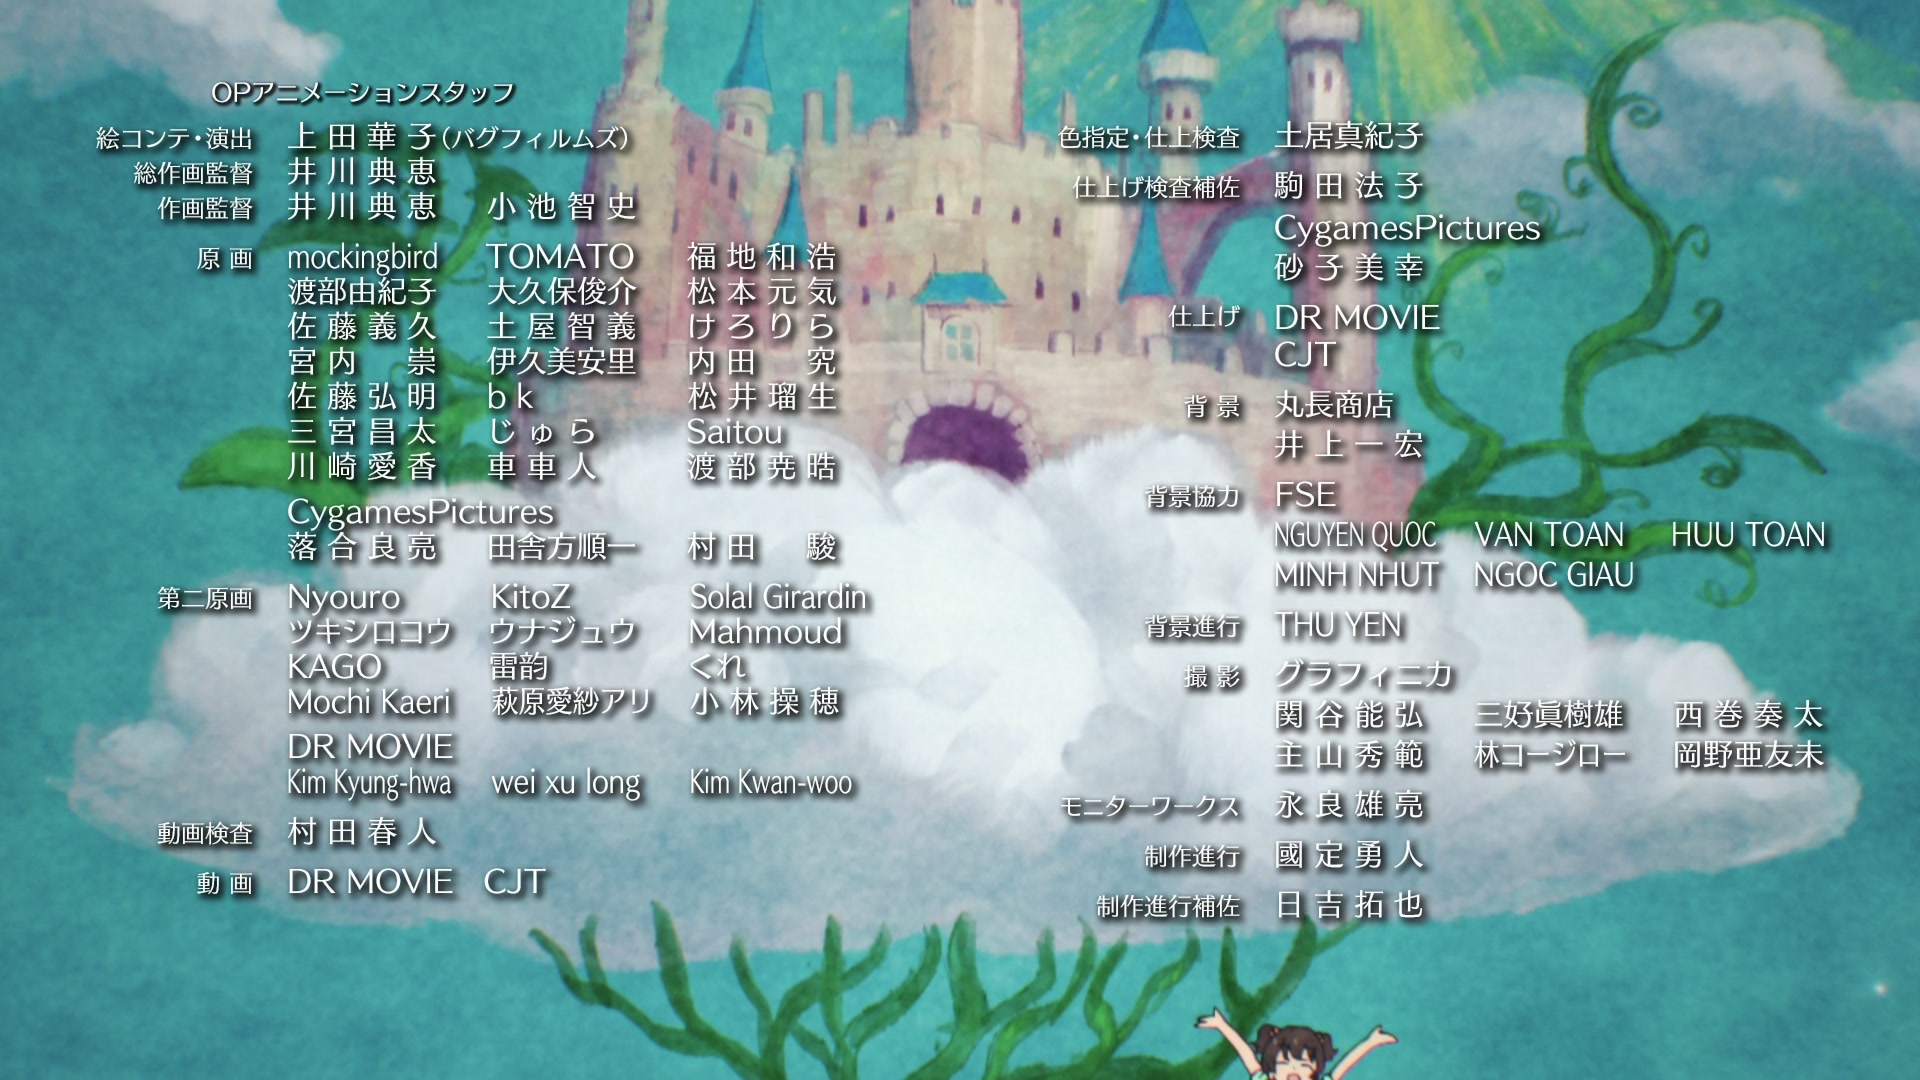 OPアニメーションスタッフ
絵コンテ・演出 上田華子(バグフィルムズ)
総作画監督 井川典恵
作画監督 井川典恵 小池智史
原画 mockingbird TOMATO 福地和浩
渡部由紀子 大久保俊介 松本元気
佐藤義久 土屋智義 けろりら
宮内崇 伊久美安里 内田究
佐藤弘明 bk 松井瑠生
三宮昌太 じゅら Saitou
川崎愛香 車車人 渡部尭晧
CygamesPictures
落合良亮 田舎方順一 村田駿
第二原画 Nyouro KitoZ Solal Girardin
ツキシロコウ ウナジュウ Mahmoud
KAGO 雷韵 くれ
Mochi Kaeri 萩原愛紗アリ 小林操穂
DR MOVIE
Kim Kyung-hwa wei xu long Kim Kwan-woo
動画検査 村田春人
動画 DR MOVIE CJT
色指定・仕上検査 土居真紀子
仕上げ検査補佐 駒田法子
CygamesPictures
砂子美幸
仕上げ DR MOVIE
CJT
背景 丸長商店
井上一宏
背景協力 FSE
NGUYEN QUOC VAN TOAN HUU TOAN
MINH NHUT NGOC GIAU
背景進行 THU YEN
撮影 グラフィニカ
関谷能弘 三好眞樹雄 西巻奏太
主山秀範 林コージロー 岡野亜友未
モニターワークス 永良雄亮
制作進行 國定勇人
制作進行補佐 日吉拓也